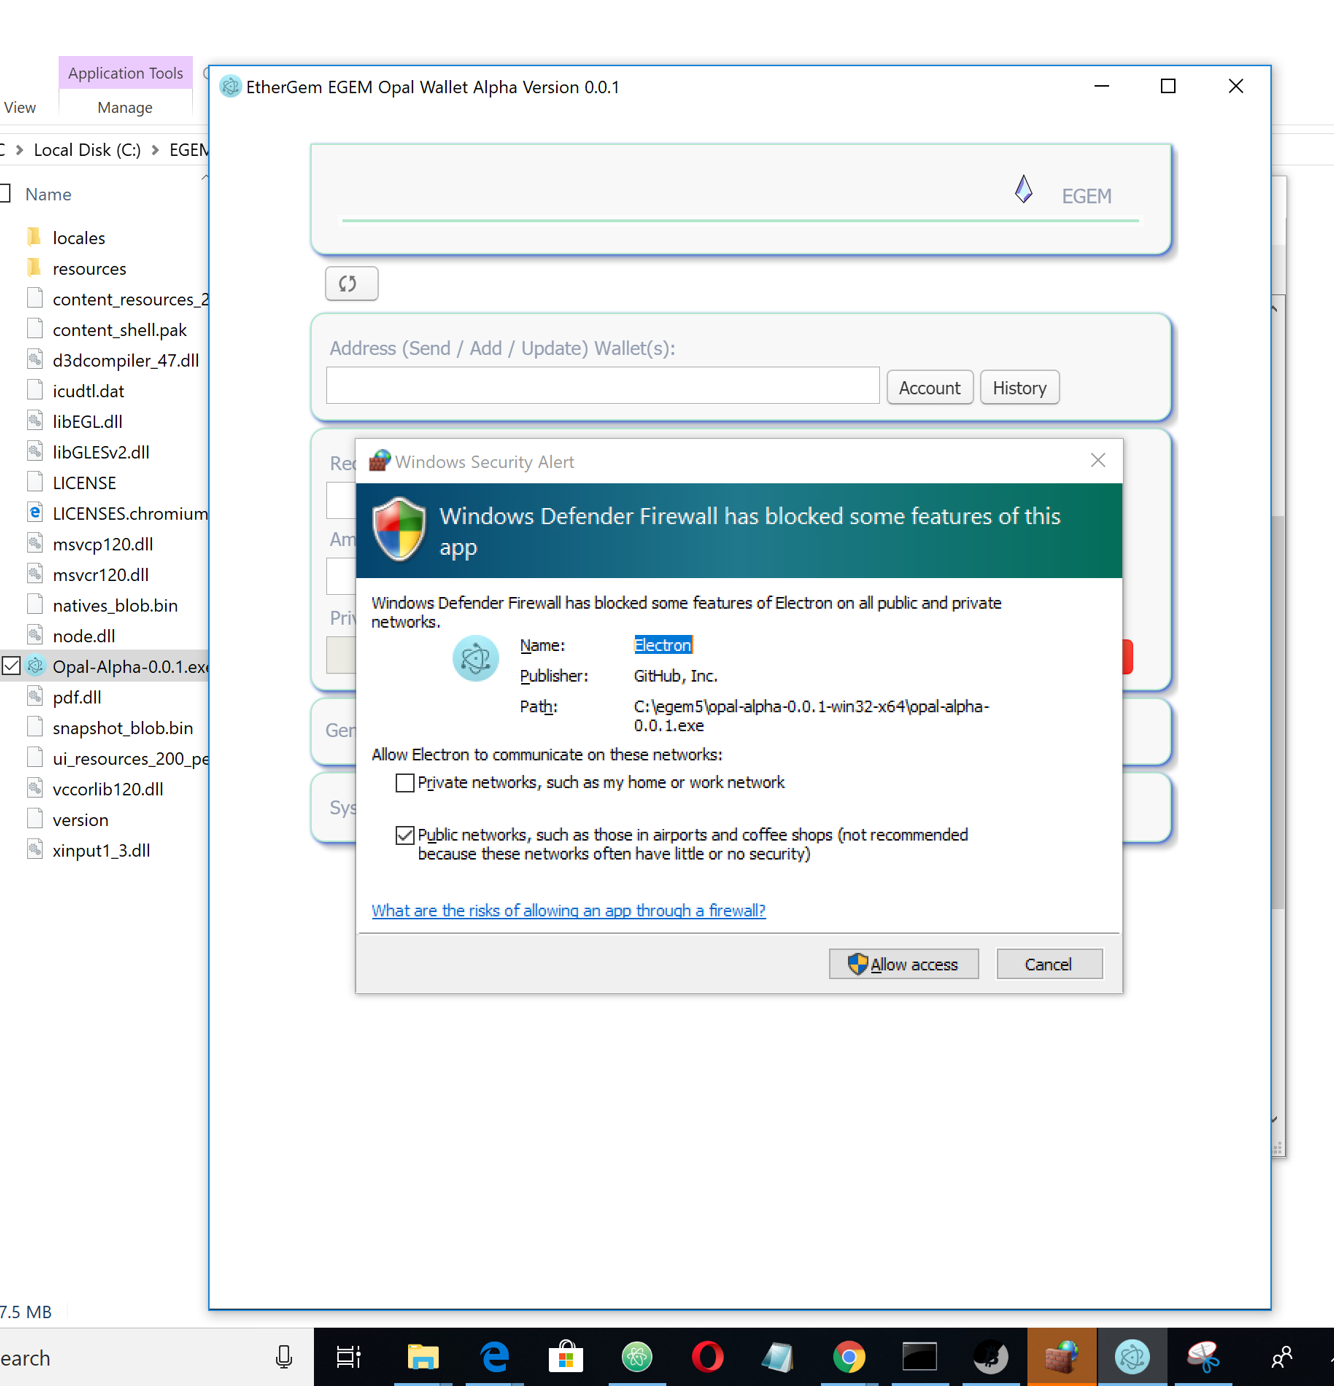 Application Tools
View
Manage
Local Disk (C:)
Name
locales
resources
content_resources_2
content_shell.pak
d3dcompiler_47.dll
icudtl.dat
libEGL.dll
libGLESv2.dll
LICENSE
LICENSES.chromium
msvcp120.dll
msvcr120.dll
natives_blob.bin
node.dll
Opal-Alpha-0.0.1.exe
pdf.dll
snapshot_blob.bin
ui_resources_200_pe
vccorlib120.dll
version
xinput1_3.dll
7.5 MB
EtherGem EGEM Opal Wallet Alpha Version 0.0.1
EGEM
Address (Send / Add / Update) Wallet(s):
Account
History
Windows Security Alert
Windows Defender Firewall has blocked some features of this
app
Windows Defender Firewall has blocked some features of Electron on all public and private
networks.
Name: Electron
Publisher: GitHub, Inc.
Path: C:\egem5\opal-alpha-0.0.1-win32-x64\opal-alpha-
0.0.1.exe
Allow Electron to communicate on these networks:
Private networks, such as my home or work network
Public networks, such as those in airports and coffee shops (not recommended
because these networks often have little or no security)
What are the risks of allowing an app through a firewall?
Allow access
Cancel
earch